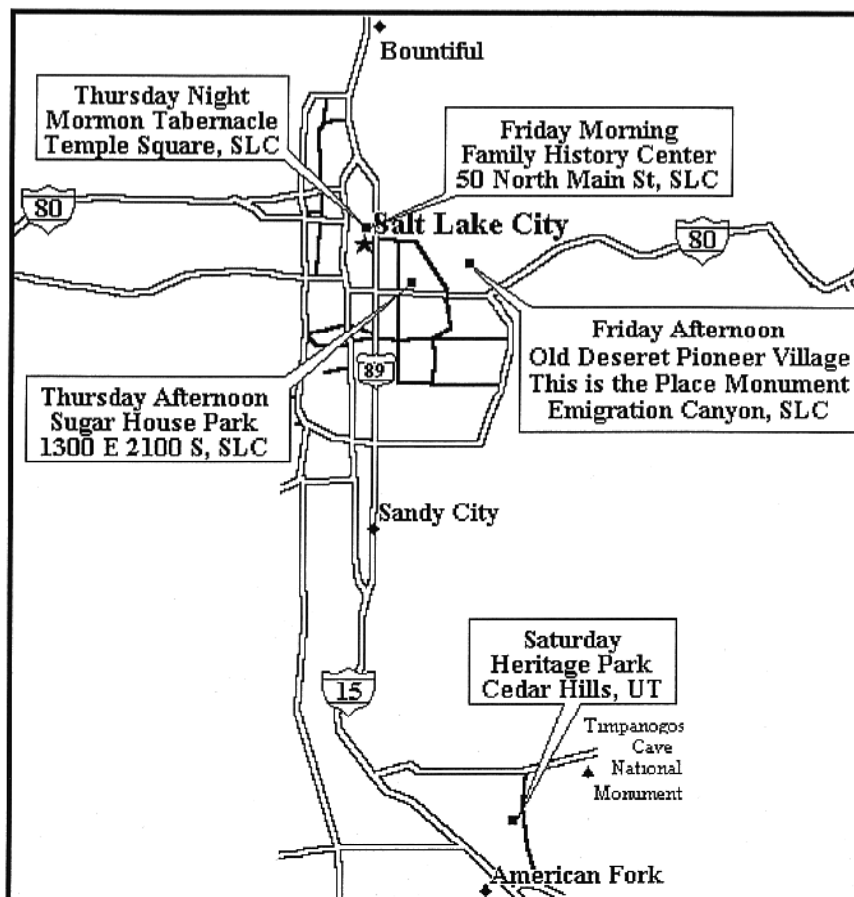 Bountiful
Thursday Night
Mormon Tabernacle
Temple Square, SLC
Friday Morning
Family History Center
50 North Main St, SLC
80
Salt Lake City
80
Friday Afternoon
Old Deseret Pioneer Village
This is the Place Monument
Emigration Canyon, SLC
89
Thursday Afternoon
Sugar House Park
1300 E 2100 S, SLC
Sandy City
Saturday
Heritage Park
Cedar Hills, UT
15
Timpanogos
Cave
National
Monument
American Fork